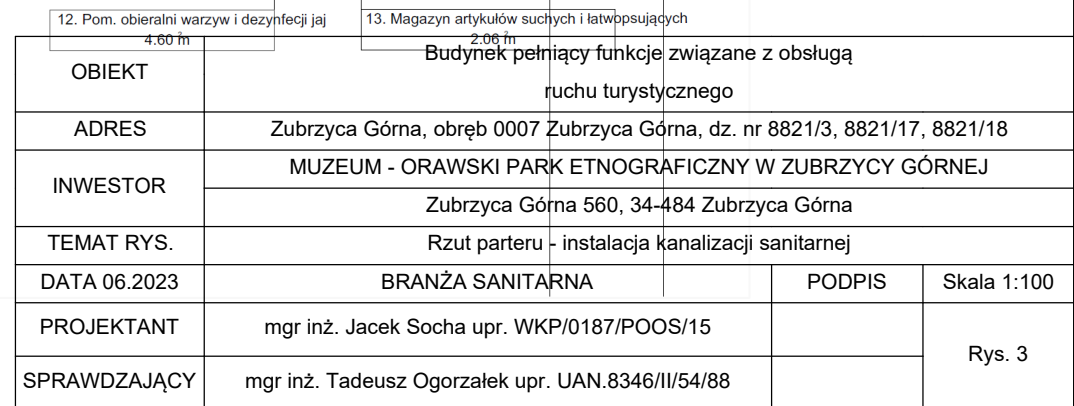 12. Pom. obieralni warzyw i dezynfecji jaj
4.60 m²
13. Magazyn artykułów suchych i łatwopsujących
2.06 m²
OBIEKT
Budynek pełniący funkcje związane z obsługą
ruchu turystycznego
ADRES
Zubrzyca Górna, obręb 0007 Zubrzyca Górna, dz. nr 8821/3, 8821/17, 8821/18
INWESTOR
MUZEUM - ORAWSKI PARK ETNOGRAFICZNY W ZUBRZYCY GÓRNEJ
Zubrzyca Górna 560, 34-484 Zubrzyca Górna
TEMAT RYS.
Rzut parteru - instalacja kanalizacji sanitarnej
DATA 06.2023
BRANŻA SANITARNA
PODPIS
Skala 1:100
PROJEKTANT
mgr inż. Jacek Socha upr. WKP/0187/POOS/15
Rys. 3
SPRAWDZAJĄCY
mgr inż. Tadeusz Ogorzałek upr. UAN.8346/II/54/88